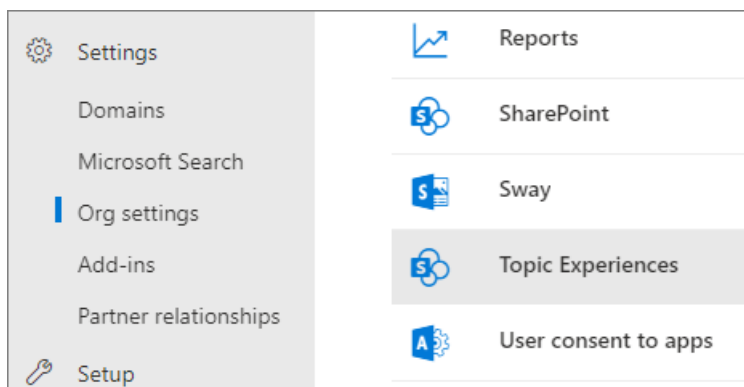 Settings
Domains
Microsoft Search
Org settings
Add-ins
Partner relationships
Setup
Reports
SharePoint
Sway
Topic Experiences
User consent to apps